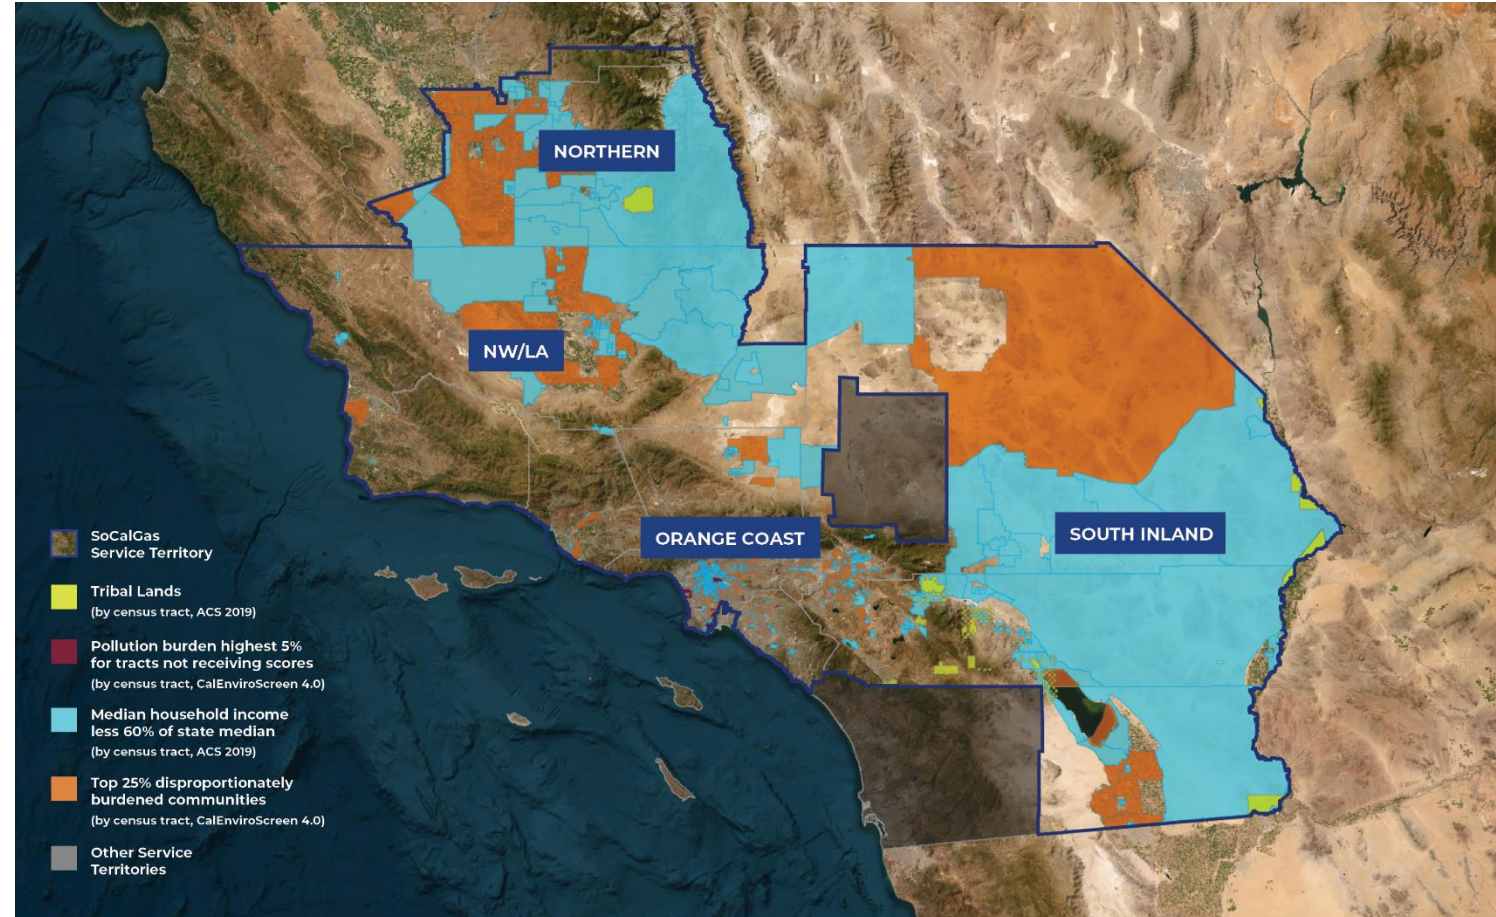 NORTHERN
NW/LA
ORANGE COAST
SOUTH INLAND
SoCalGas
Service Territory
Tribal Lands
(by census tract, ACS 2019)
Pollution burden highest 5%
for tracts not receiving scores
(by census tract, CalEnviroScreen 4.0)
Median household income
less 60% of state median
(by census tract, ACS 2019)
Top 25% disproportionately
burdened communities
(by census tract, CalEnviroScreen 4.0)
Other Service
Territories